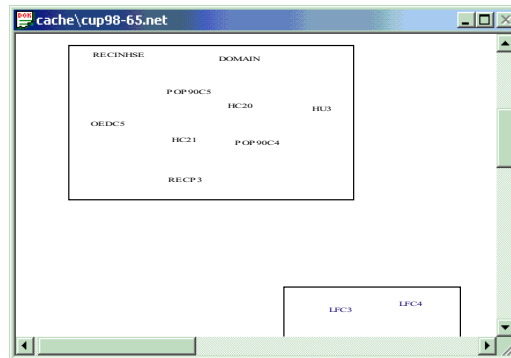 cache\cup98-65.net
RECINHSE
DOMAIN
POP90C5
HC20
HU3
OEDC5
HC21
POP90C4
RECP3
LFC3
LFC4